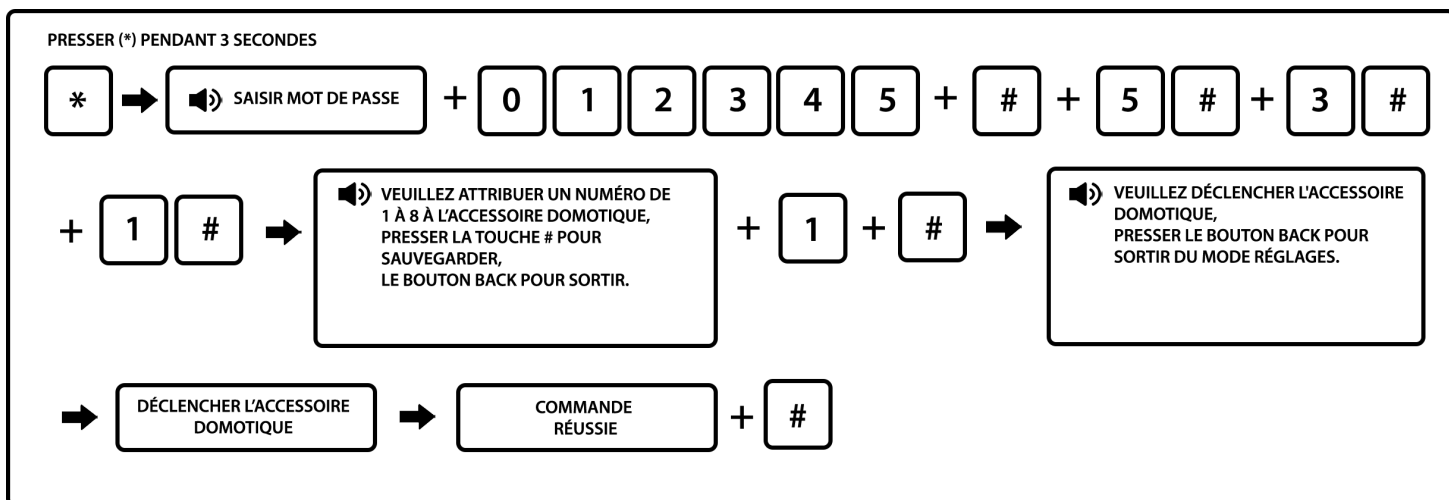 PRESSER (*) PENDANT 3 SECONDES
* SAISIR MOT DE PASSE + 0 1 2 3 4 5 + # + 5 # + 3 #
+ 1 #
VEUILLEZ ATTRIBUER UN NUMÉRO DE
1 À 8 À L'ACCESSOIRE DOMOTIQUE,
PRESSER LA TOUCHE # POUR
SAUVEGARDER,
LE BOUTON BACK POUR SORTIR.
+ 1 + #
VEUILLEZ DÉCLENCHER L'ACCESSOIRE
DOMOTIQUE,
PRESSER LE BOUTON BACK POUR
SORTIR DU MODE RÉGLAGES.
DÉCLENCHER L'ACCESSOIRE
DOMOTIQUE
COMMANDE
RÉUSSIE
+ #